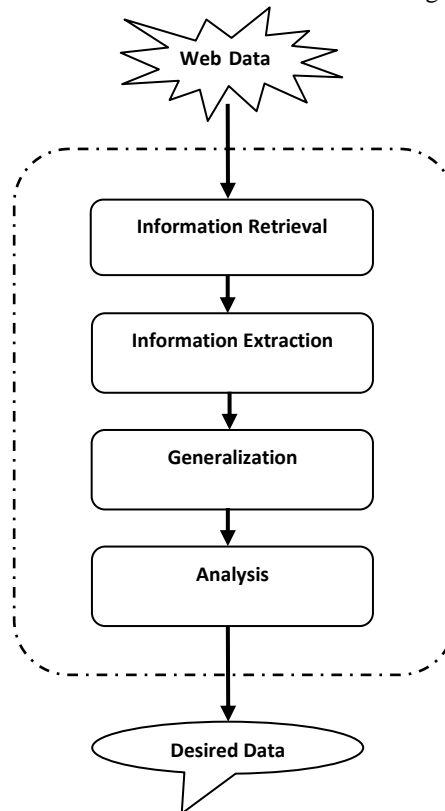 g
Web Data
Information Retrieval
Information Extraction
Generalization
Analysis
Desired Data